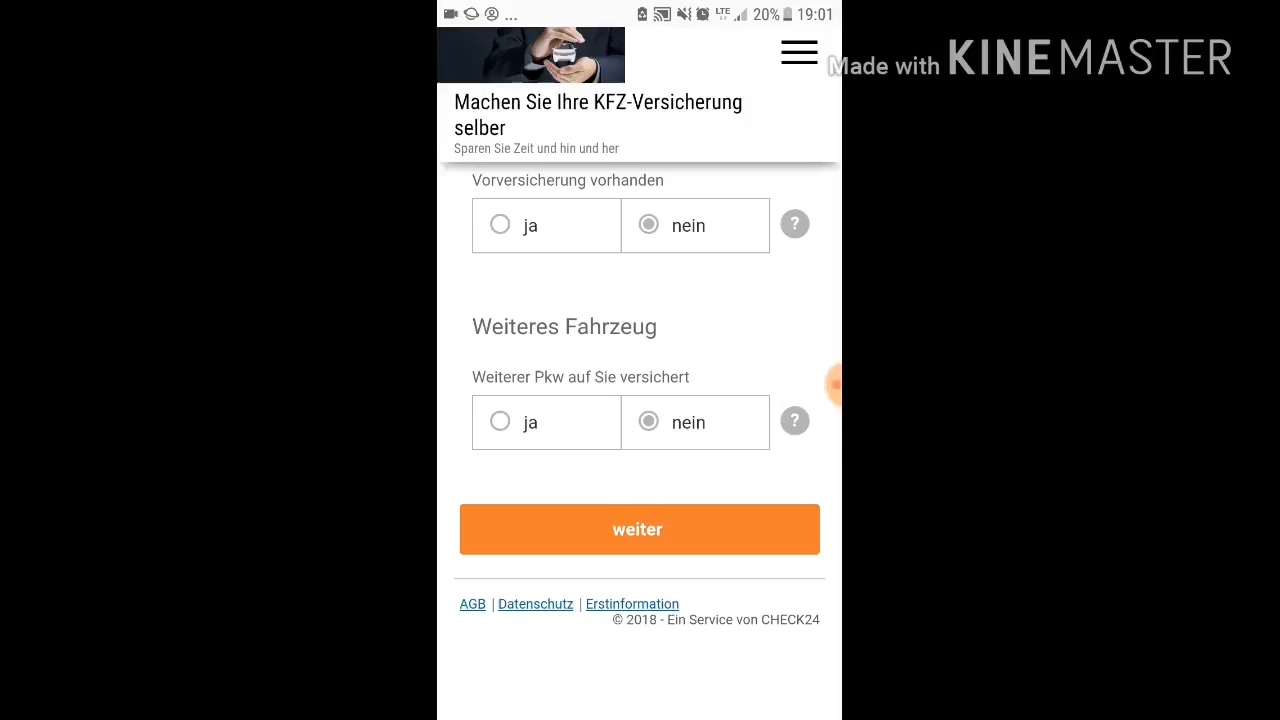 ... LTE 20% 19:01
Made with KINEMASTER
Machen Sie Ihre KFZ-Versicherung
selber
Sparen Sie Zeit und hin und her
Vorversicherung vorhanden
ja nein ?
Weiteres Fahrzeug
Weiterer Pkw auf Sie versichert
ja nein ?
weiter
AGB | Datenschutz | Erstinformation
© 2018 - Ein Service von CHECK24